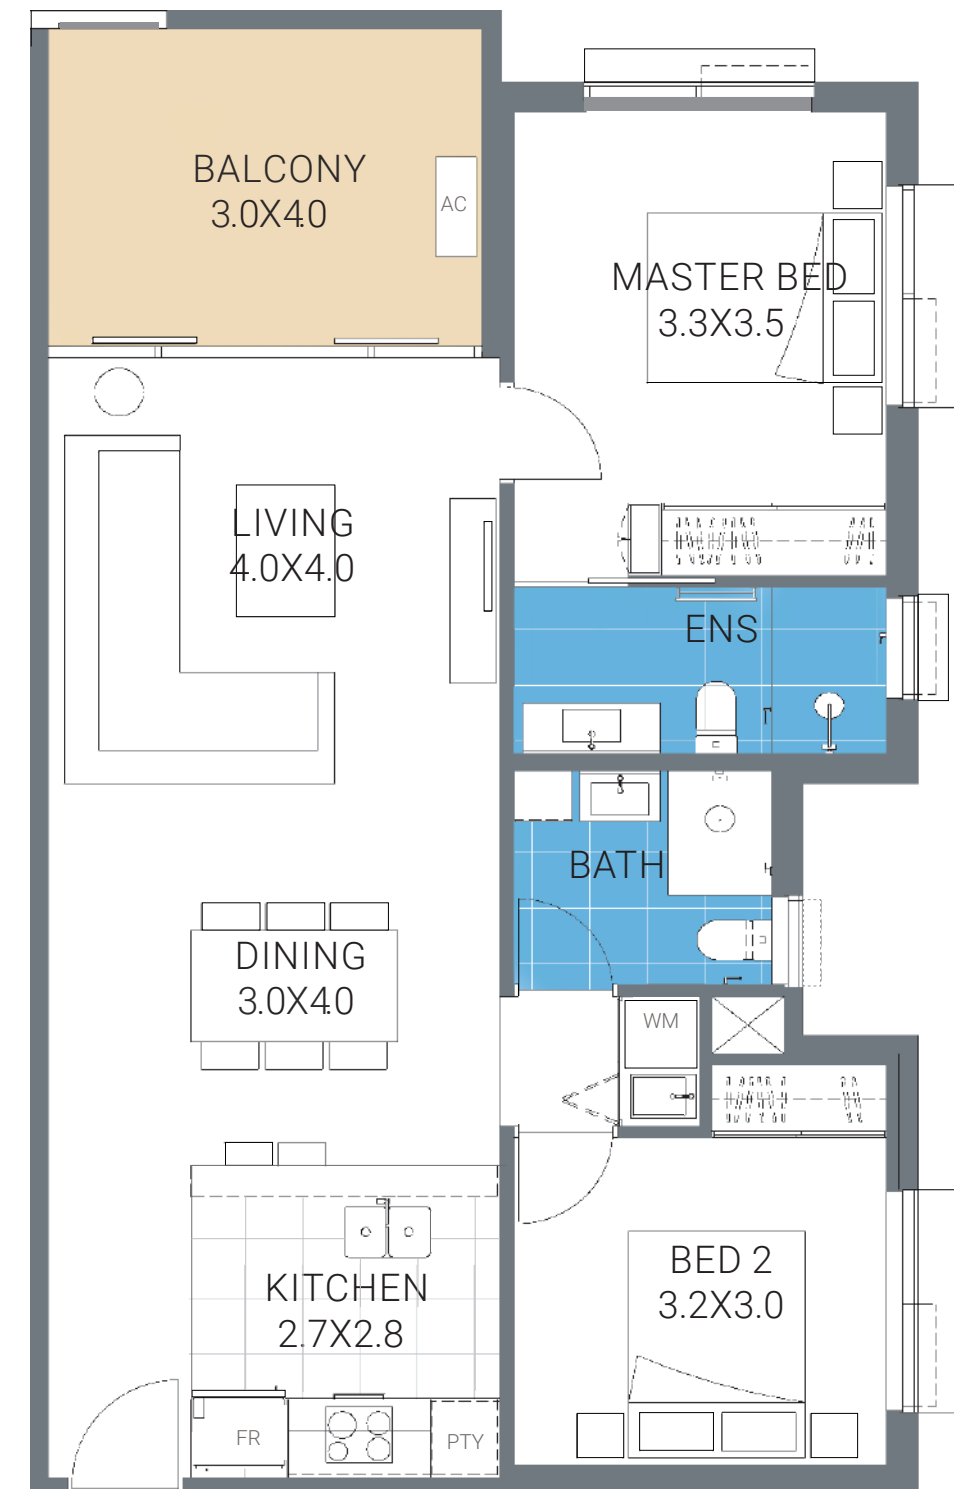 BALCONY
3.0X4.0
AC
MASTER BED
3.3X3.5
LIVING
4.0X4.0
ENS
BATH
DINING
3.0X4.0
WM
KITCHEN
2.7X2.8
BED 2
3.2X3.0
FR
PTY